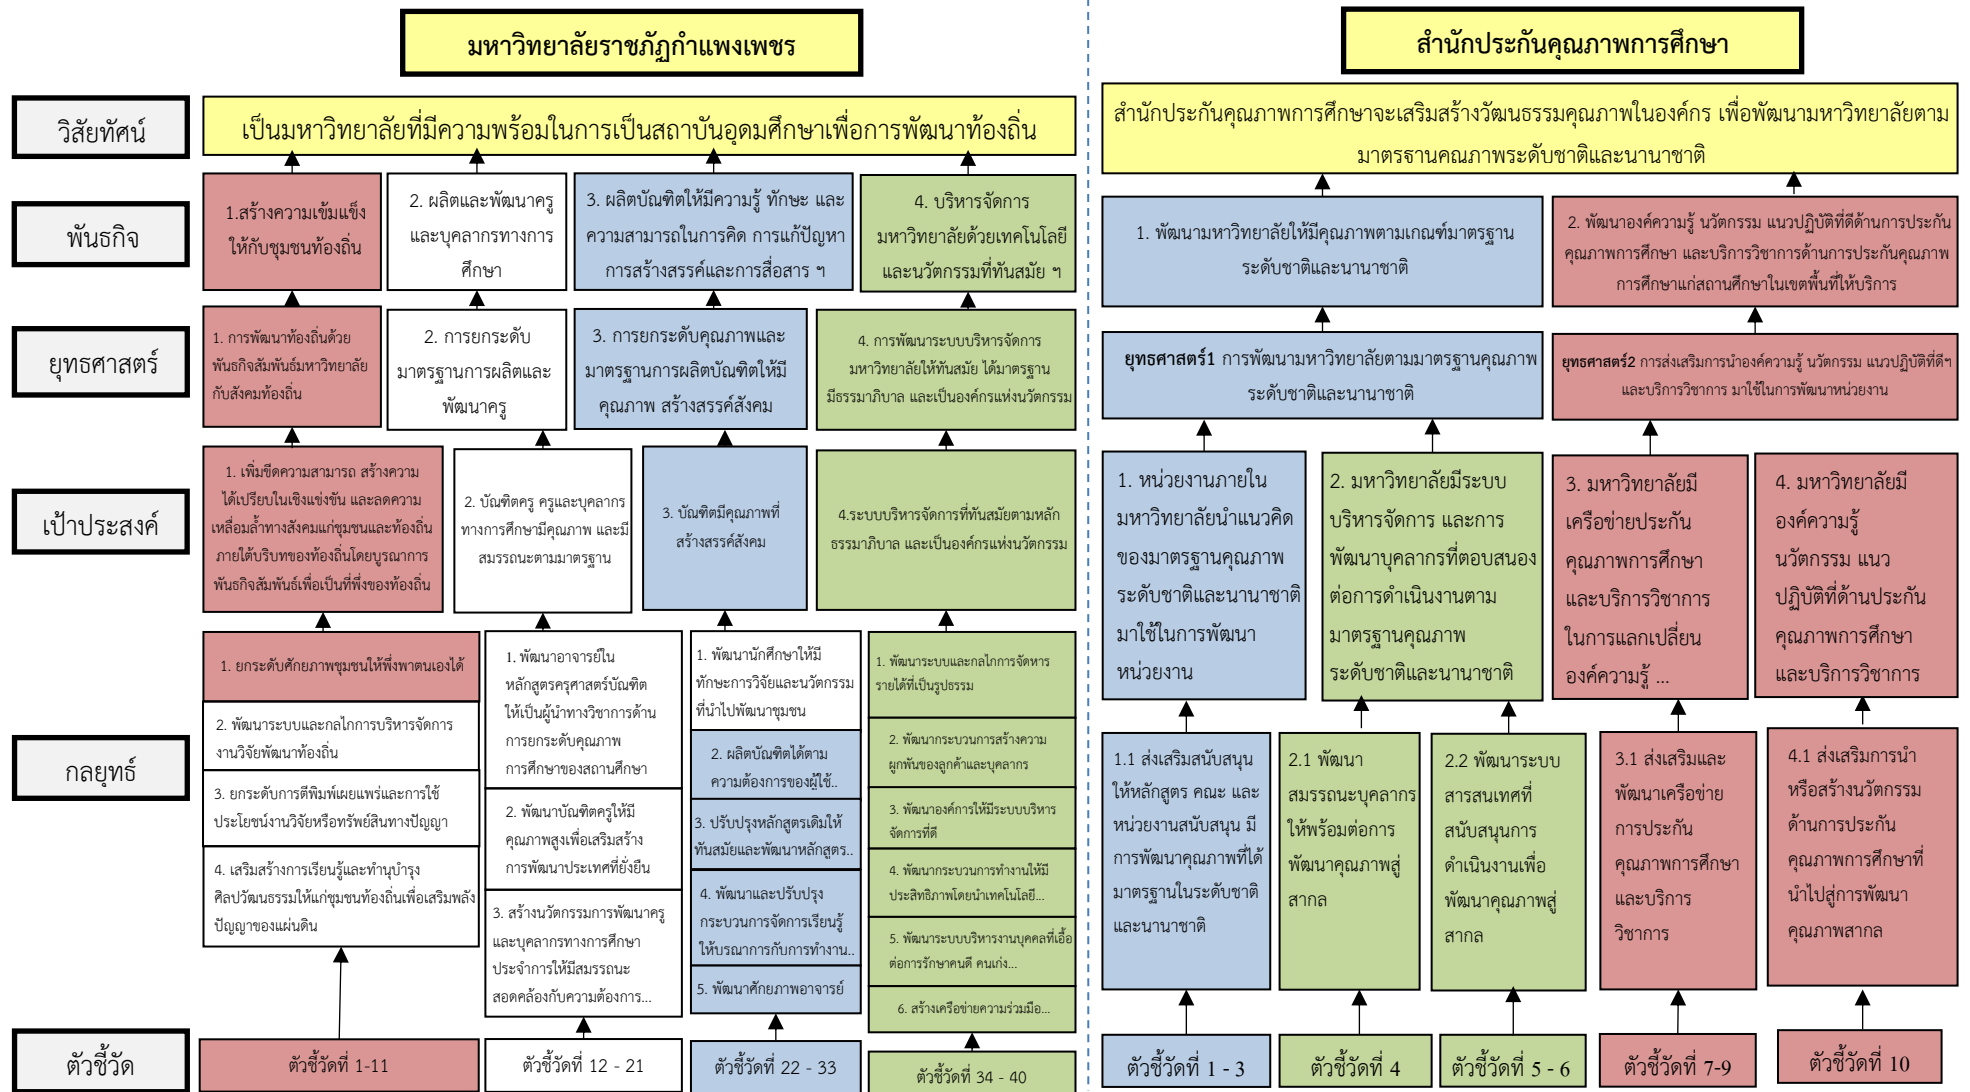 มหาวิทยาลัยราชภัฏกำแพงเพชร
สำนักประกันคุณภาพการศึกษา
วิสัยทัศน์
เป็นมหาวิทยาลัยที่มีความพร้อมในการเป็นสถาบันอุดมศึกษาเพื่อการพัฒนาท้องถิ่น
สำนักประกันคุณภาพการศึกษาจะเสริมสร้างวัฒนธรรมคุณภาพในองค์กร เพื่อพัฒนามหาวิทยาลัยตาม
มาตรฐานคุณภาพระดับชาติและนานาชาติ
พันธกิจ
1.สร้างความเข้มแข็ง
ให้กับชุมชนท้องถิ่น
2. ผลิตและพัฒนาครู
และบุคลากรทางการ
ศึกษา
3. ผลิตบัณฑิตให้มีความรู้ ทักษะ และ
ความสามารถในการคิด การแก้ปัญหา
การสร้างสรรค์และการสื่อสาร ฯ
4. บริหารจัดการ
มหาวิทยาลัยด้วยเทคโนโลยี
และนวัตกรรมที่ทันสมัย ฯ
1. พัฒนามหาวิทยาลัยให้มีคุณภาพตามเกณฑ์มาตรฐาน
ระดับชาติและนานาชาติ
2. พัฒนาองค์ความรู้ นวัตกรรม แนวปฏิบัติที่ดีด้านการประกัน
คุณภาพการศึกษา และบริการวิชาการด้านการประกันคุณภาพ
การศึกษาแก่สถานศึกษาในเขตพื้นที่ให้บริการ
ยุทธศาสตร์
1. การพัฒนาท้องถิ่นด้วย
พันธกิจสัมพันธ์มหาวิทยาลัย
กับสังคมท้องถิ่น
2. การยกระดับ
มาตรฐานการผลิตและ
พัฒนาครู
3. การยกระดับคุณภาพและ
มาตรฐานการผลิตบัณฑิตให้มี
คุณภาพ สร้างสรรค์สังคม
4. การพัฒนาระบบบริหารจัดการ
มหาวิทยาลัยให้ทันสมัย ได้มาตรฐาน
มีธรรมาภิบาล และเป็นองค์กรแห่งนวัตกรรม
ยุทธศาสตร์1 การพัฒนามหาวิทยาลัยตามมาตรฐานคุณภาพ
ระดับชาติและนานาชาติ
ยุทธศาสตร์2 การส่งเสริมการนำองค์ความรู้ นวัตกรรม แนวปฏิบัติที่ดีฯ
และบริการวิชาการ มาใช้ในการพัฒนาหน่วยงาน
เป้าประสงค์
1. เพิ่มขีดความสามารถ สร้างความ
ได้เปรียบในเชิงแข่งขัน และลดความ
เหลื่อมล้ำทางสังคมแก่ชุมชนและท้องถิ่น
ภายใต้บริบทของท้องถิ่นโดยบูรณาการ
พันธกิจสัมพันธ์เพื่อเป็นที่พึ่งของท้องถิ่น
2. บัณฑิตครู ครูและบุคลากร
ทางการศึกษามีคุณภาพ และมี
สมรรถนะตามมาตรฐาน
3. บัณฑิตมีคุณภาพที่
สร้างสรรค์สังคม
4.ระบบบริหารจัดการที่ทันสมัยตามหลัก
ธรรมาภิบาล และเป็นองค์กรแห่งนวัตกรรม
1. หน่วยงานภายใน
มหาวิทยาลัยนำแนวคิด
ของมาตรฐานคุณภาพ
ระดับชาติและนานาชาติ
มาใช้ในการพัฒนา
หน่วยงาน
2. มหาวิทยาลัยมีระบบ
บริหารจัดการ และการ
พัฒนาบุคลากรที่ตอบสนอง
ต่อการดำเนินงานตาม
มาตรฐานคุณภาพ
ระดับชาติและนานาชาติ
3. มหาวิทยาลัยมี
เครือข่ายประกัน
คุณภาพการศึกษา
และบริการวิชาการ
ในการแลกเปลี่ยน
องค์ความรู้ ...
4. มหาวิทยาลัยมี
องค์ความรู้
นวัตกรรม แนว
ปฏิบัติที่ด้านประกัน
คุณภาพการศึกษา
และบริการวิชาการ
กลยุทธ์
1. ยกระดับศักยภาพชุมชนให้พึ่งพาตนเองได้
2. พัฒนาระบบและกลไกการบริหารจัดการ
งานวิจัยพัฒนาท้องถิ่น
3. ยกระดับการตีพิมพ์เผยแพร่และการใช้
ประโยชน์งานวิจัยหรือทรัพย์สินทางปัญญา
4. เสริมสร้างการเรียนรู้และทำนุบำรุง
ศิลปวัฒนธรรมให้แก่ชุมชนท้องถิ่นเพื่อเสริมพลัง
ปัญญาของแผ่นดิน
1. พัฒนาอาจารย์ใน
หลักสูตรครุศาสตร์บัณฑิต
ให้เป็นผู้นำทางวิชาการด้าน
การยกระดับคุณภาพ
การศึกษาของสถานศึกษา
2. พัฒนาบัณฑิตครูให้มี
คุณภาพสูงเพื่อเสริมสร้าง
การพัฒนาประเทศที่ยั่งยืน
3. สร้างนวัตกรรมการพัฒนาครู
และบุคลากรทางการศึกษา
ประจำการให้มีสมรรถนะ
สอดคล้องกับความต้องการ...
1. พัฒนานักศึกษาให้มี
ทักษะการวิจัยและนวัตกรรม
ที่นำไปพัฒนาชุมชน
2. ผลิตบัณฑิตได้ตาม
ความต้องการของผู้ใช้..
3. ปรับปรุงหลักสูตรเดิมให้
ทันสมัยและพัฒนาหลักสูตร..
4. พัฒนาและปรับปรุง
กระบวนการจัดการเรียนรู้
ให้บูรณาการกับการทำงาน..
5. พัฒนาศักยภาพอาจารย์
1. พัฒนาระบบและกลไกการจัดหาร
รายได้ที่เป็นรูปธรรม
2. พัฒนากระบวนการสร้างความ
ผูกพันของลูกค้าและบุคลากร
3. พัฒนาองค์การให้มีระบบบริหาร
จัดการที่ดี
4. พัฒนากระบวนการทำงานให้มี
ประสิทธิภาพโดยนำเทคโนโลยี...
5. พัฒนาระบบบริหารงานบุคคลที่เอื้อ
ต่อการรักษาคนดี คนเก่ง...
6. สร้างเครือข่ายความร่วมมือ...
1.1 ส่งเสริมสนับสนุน
ให้หลักสูตร คณะ และ
หน่วยงานสนับสนุน มี
การพัฒนาคุณภาพที่ได้
มาตรฐานในระดับชาติ
และนานาชาติ
2.1 พัฒนา
สมรรถนะบุคลากร
ให้พร้อมต่อการ
พัฒนาคุณภาพสู่
สากล
2.2 พัฒนาระบบ
สารสนเทศที่
สนับสนุนการ
ดำเนินงานเพื่อ
พัฒนาคุณภาพสู่
สากล
3.1 ส่งเสริมและ
พัฒนาเครือข่าย
การประกัน
คุณภาพการศึกษา
และบริการ
วิชาการ
4.1 ส่งเสริมการนำ
หรือสร้างนวัตกรรม
ด้านการประกัน
คุณภาพการศึกษาที่
นำไปสู่การพัฒนา
คุณภาพสากล
ตัวชี้วัด
ตัวชี้วัดที่ 1-11
ตัวชี้วัดที่ 12 - 21
ตัวชี้วัดที่ 22 - 33
ตัวชี้วัดที่ 34 - 40
ตัวชี้วัดที่ 1 - 3
ตัวชี้วัดที่ 4
ตัวชี้วัดที่ 5 - 6
ตัวชี้วัดที่ 7-9
ตัวชี้วัดที่ 10